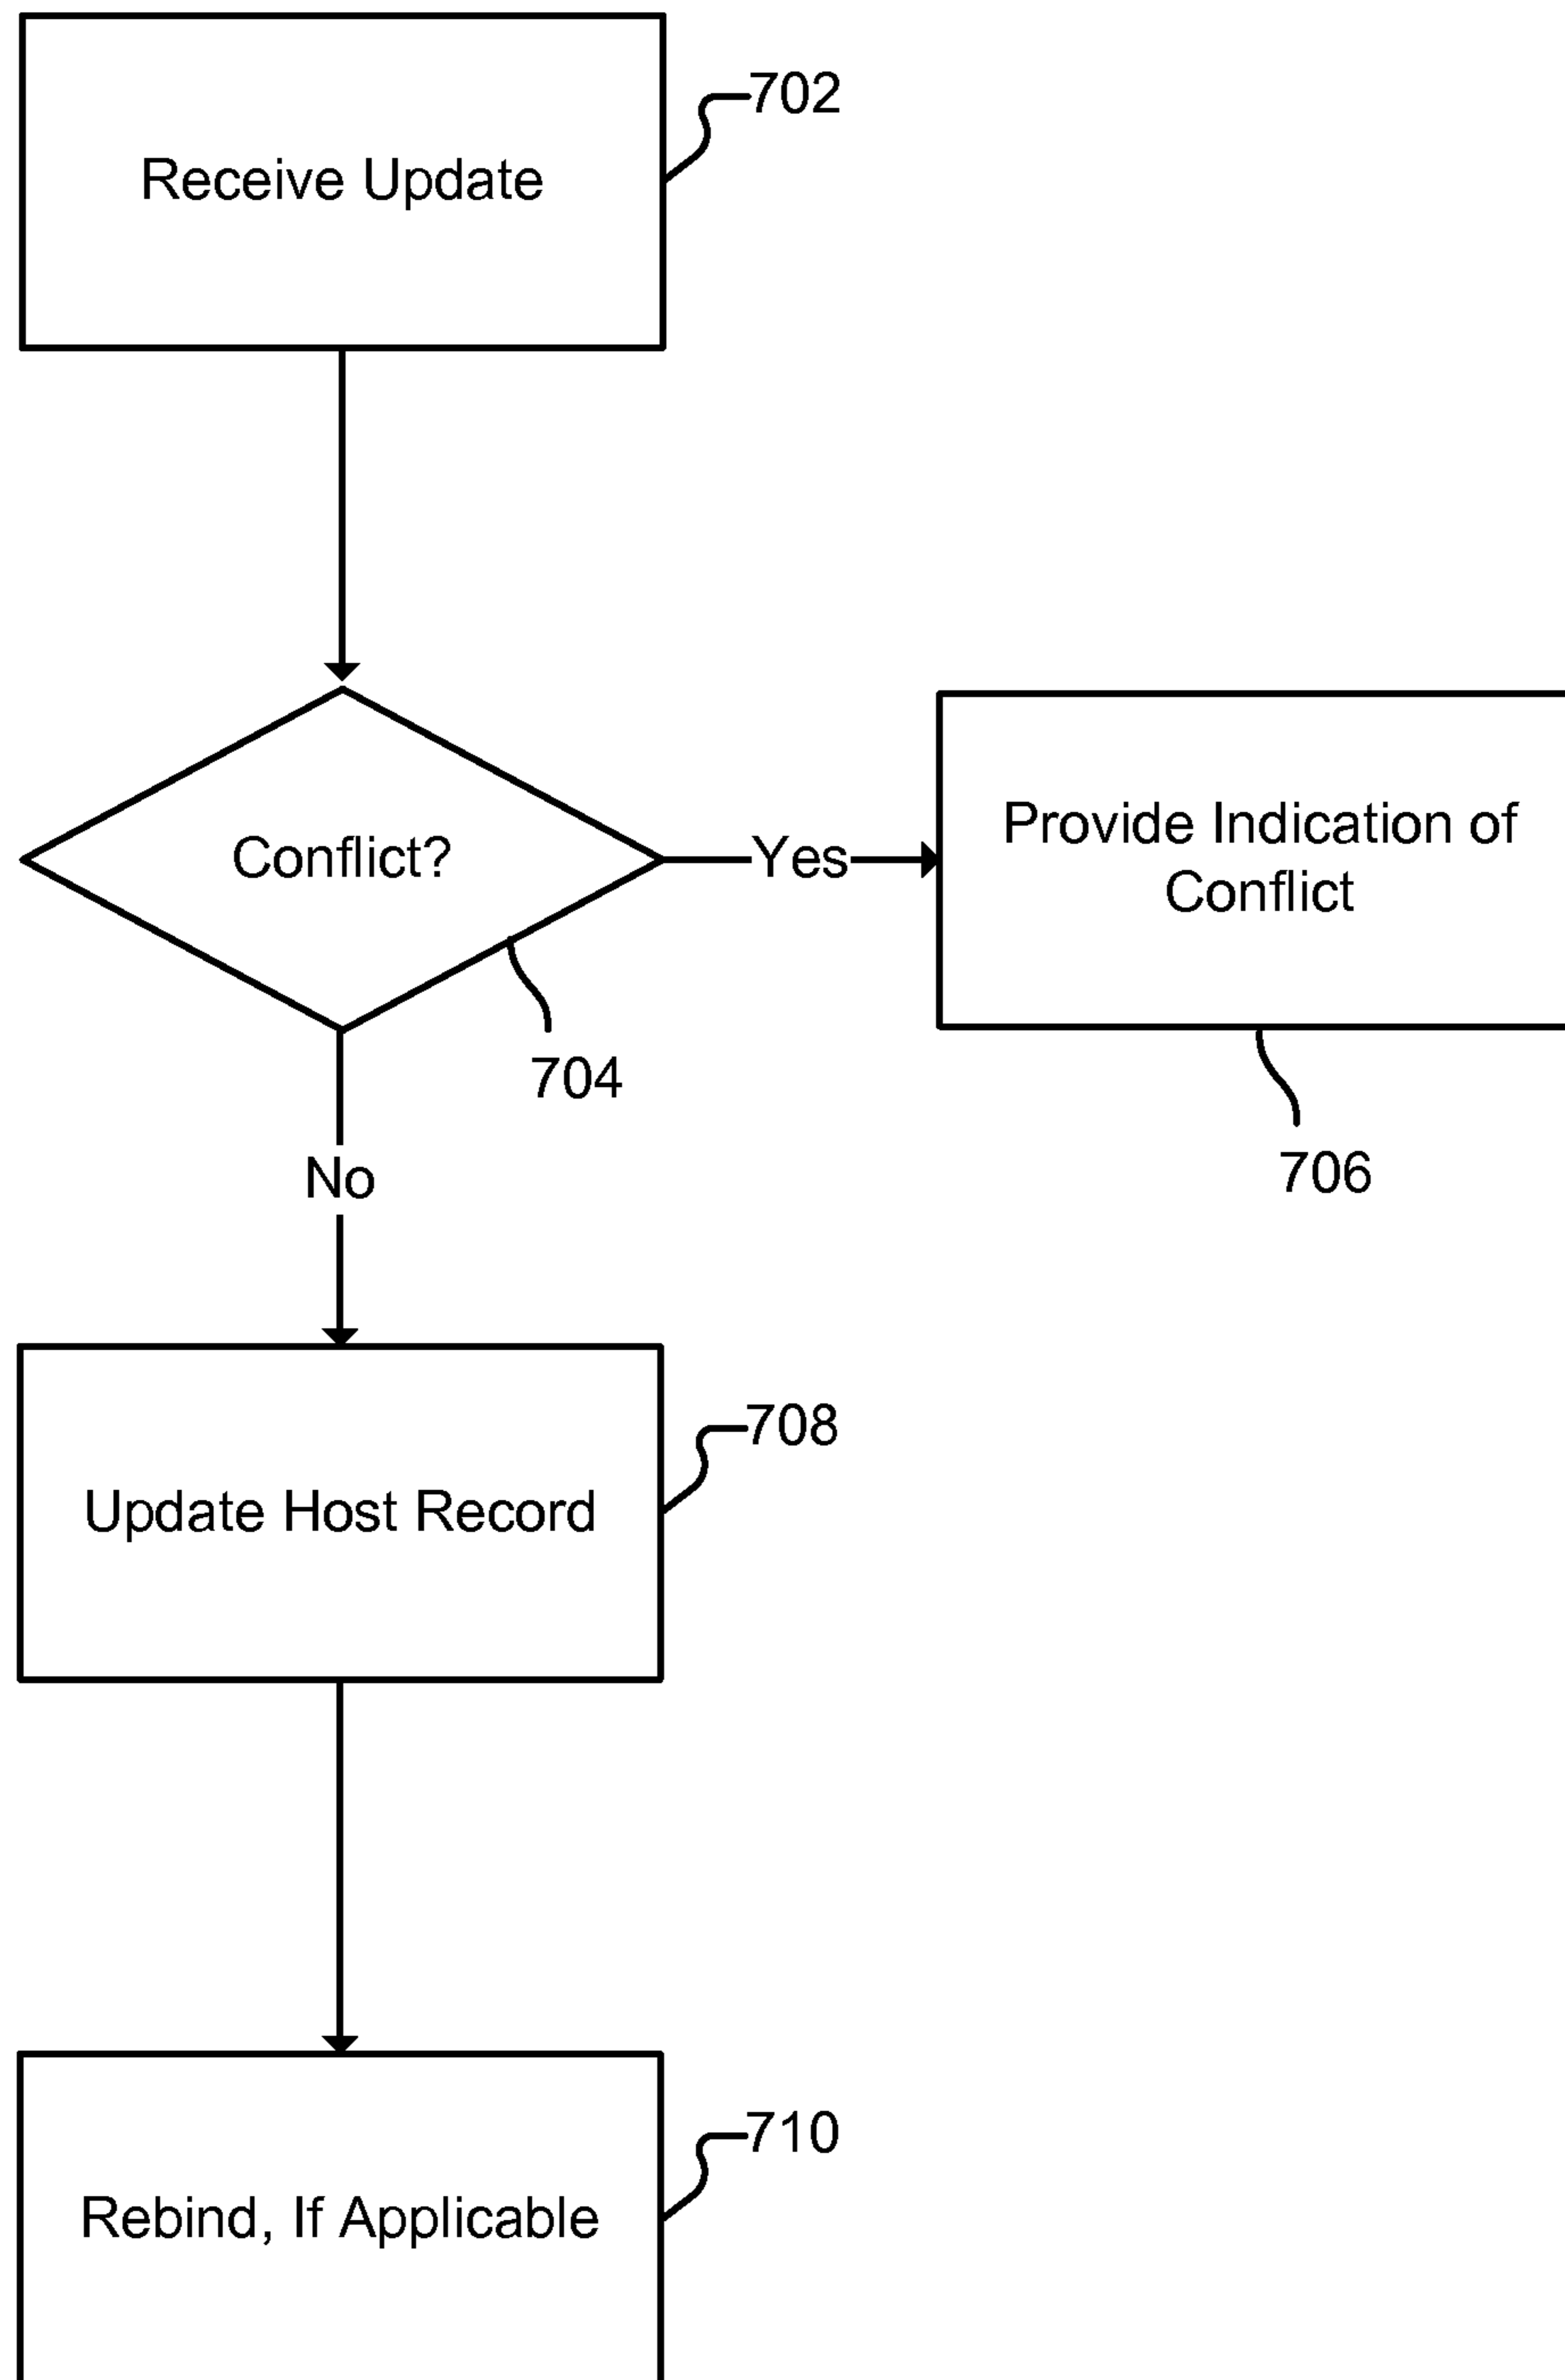 Receive Update
702
Conflict?
Yes
Provide Indication of
Conflict
704
706
No
Update Host Record
708
Rebind, If Applicable
710